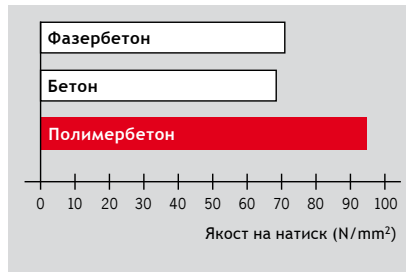 Фазербетон
Бетон
Полимербетон
0 10 20 30 40 50 60 70 80 90 100
Якост на натиск (N/mm²)